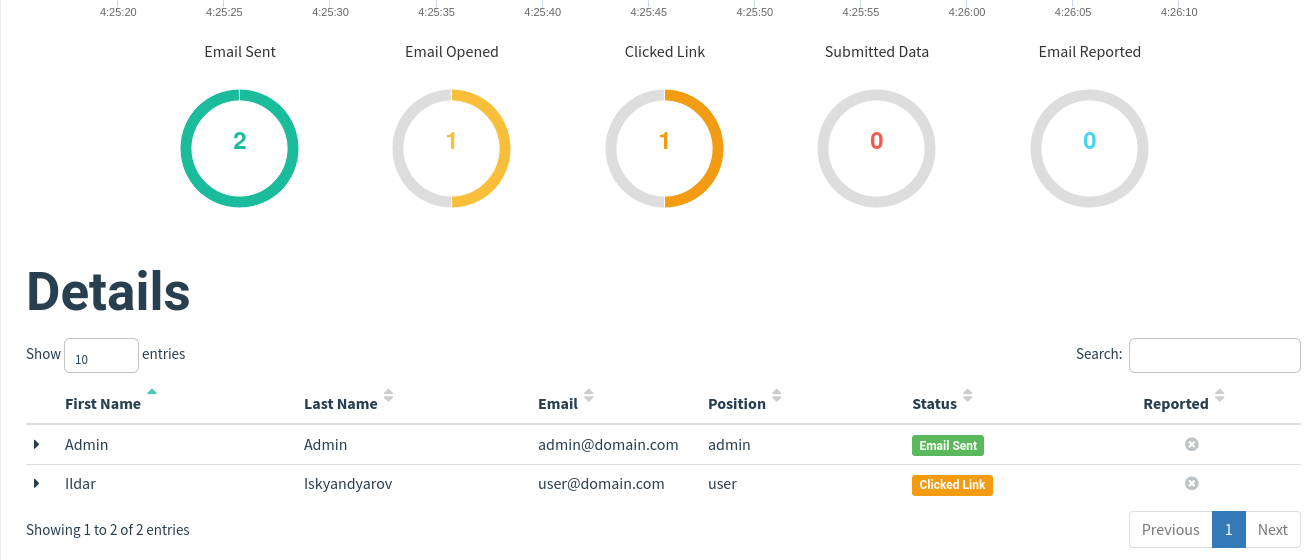 4:25:20 4:25:25 4:25:30 4:25:35 4:25:40 4:25:45 4:25:50 4:25:55 4:26:00 4:26:05 4:26:10
Email Sent Email Opened Clicked Link Submitted Data Email Reported
2 1 1 0 0
Details
Show 10 entries Search:
First Name Last Name Email Position Status Reported
Admin Admin admin@domain.com admin Email Sent
Ildar Iskyandyarov user@domain.com user Clicked Link
Showing 1 to 2 of 2 entries Previous 1 Next